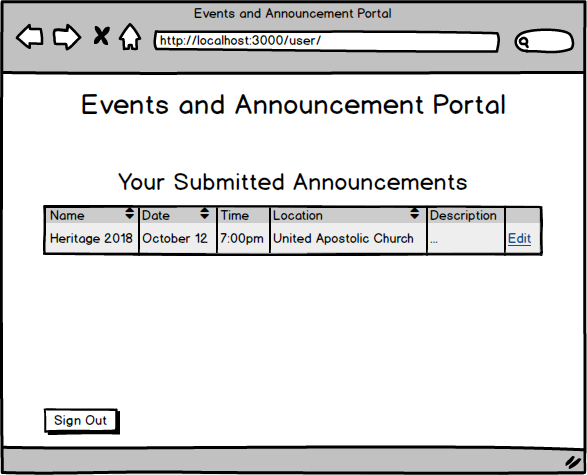 Events and Announcement Portal
http://localhost:3000/user/
Events and Announcement Portal
Your Submitted Announcements
Name Date Time Location Description
Heritage 2018 October 12 7:00pm United Apostolic Church ... Edit
Sign Out